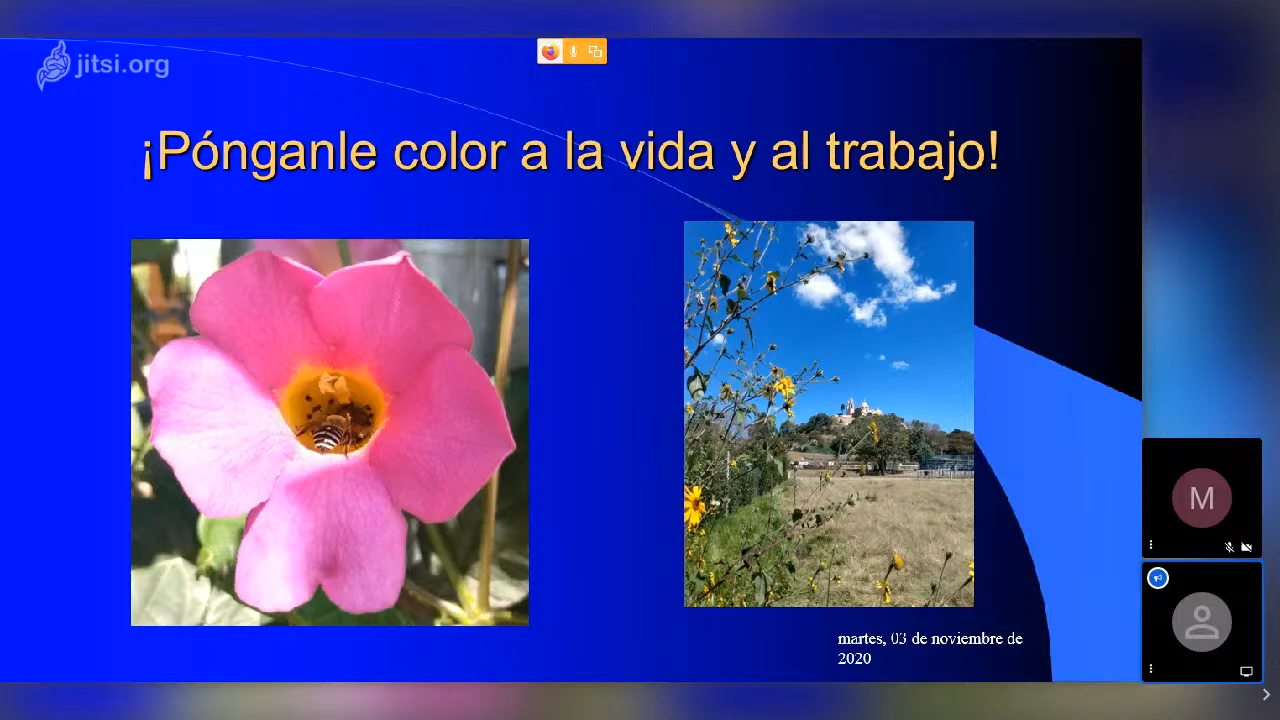 jitsi.org
¡Pónganle color a la vida y al trabajo!
M
martes, 03 de noviembre de
2020